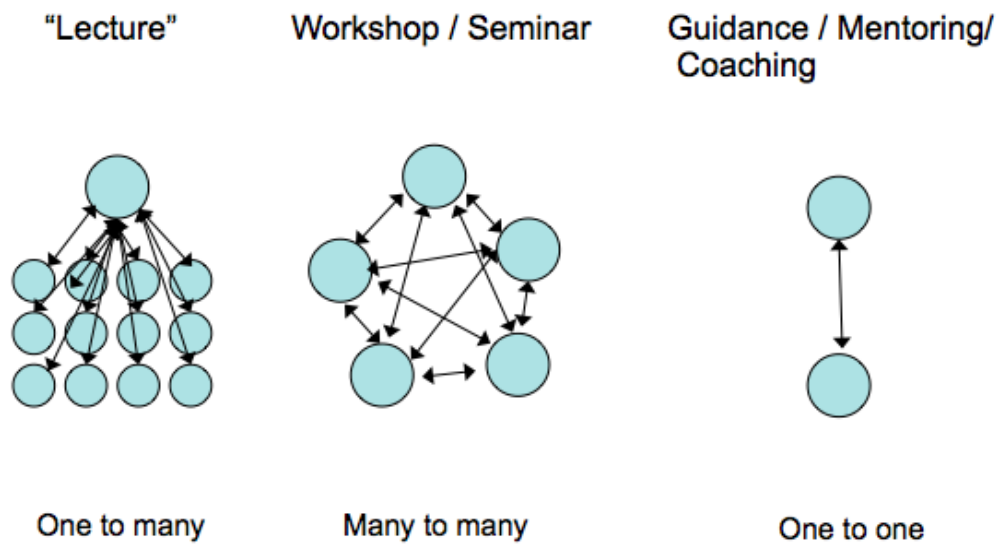 “Lecture”
Workshop / Seminar
Guidance / Mentoring/
Coaching
One to many
Many to many
One to one